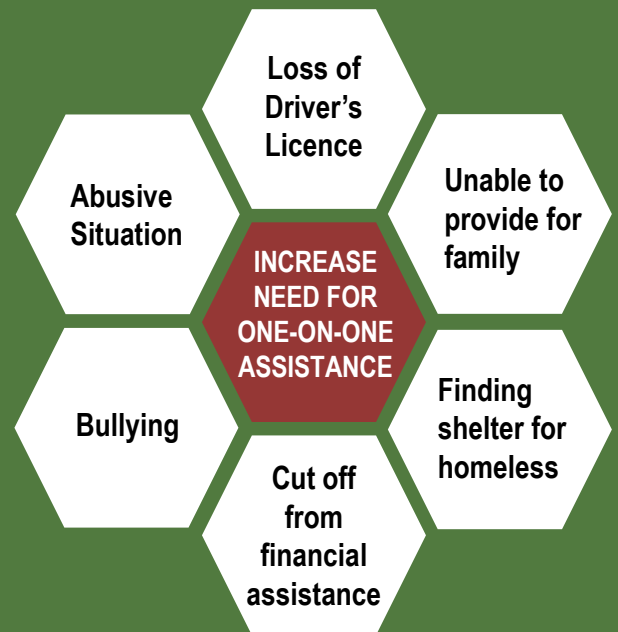 Loss of
Driver's
Licence
Unable to
provide for
family
Finding
shelter for
homeless
Cut off
from
financial
assistance
Bullying
Abusive
Situation
INCREASE
NEED FOR
ONE-ON-ONE
ASSISTANCE